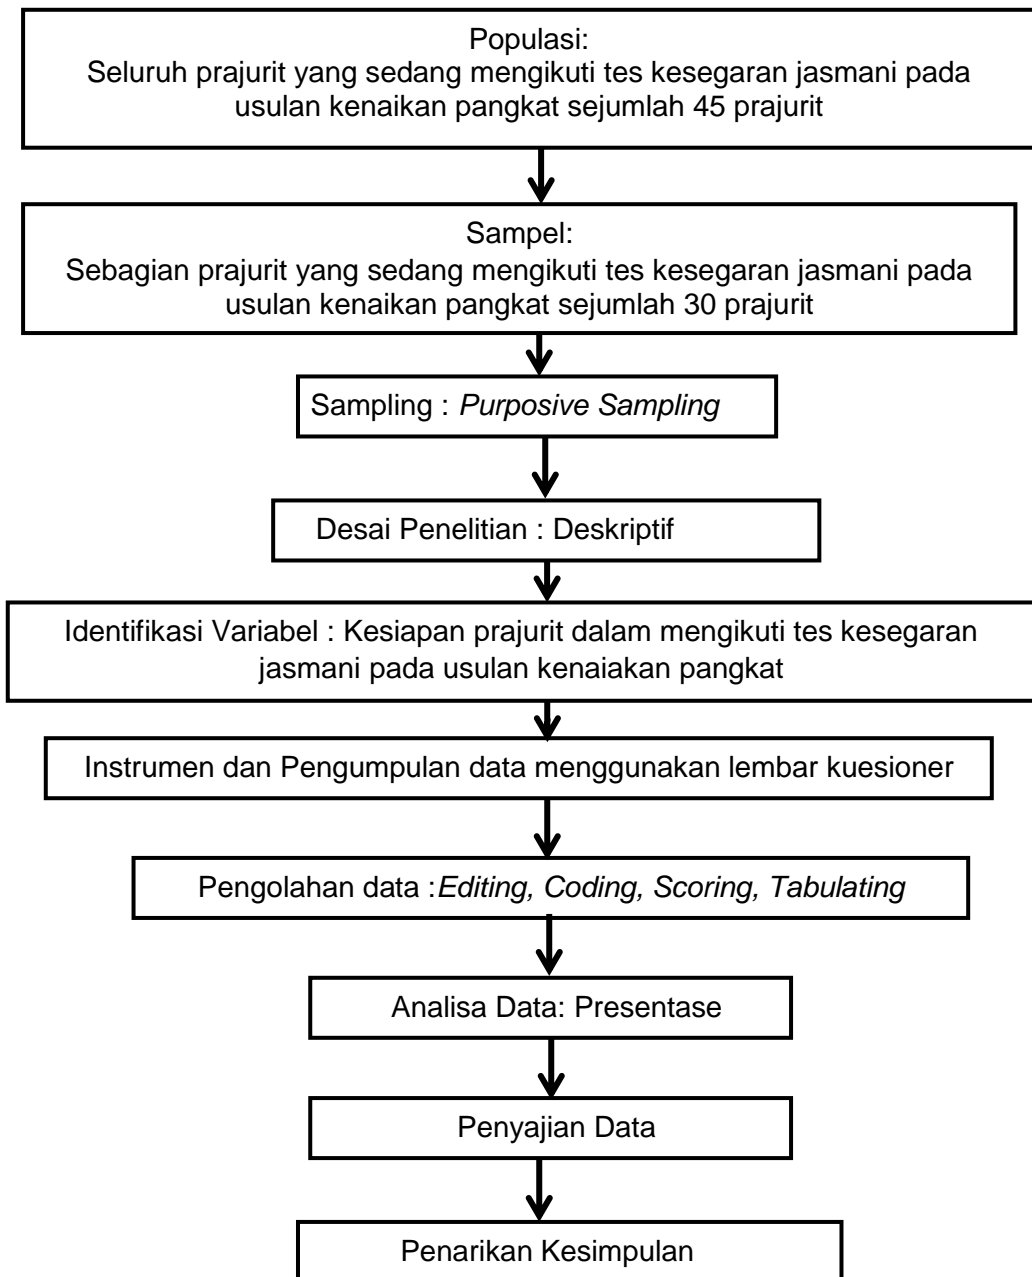 Populasi:
Seluruh prajurit yang sedang mengikuti tes kesegaran jasmani pada
usulan kenaikan pangkat sejumlah 45 prajurit
Sampel:
Sebagian prajurit yang sedang mengikuti tes kesegaran jasmani pada
usulan kenaikan pangkat sejumlah 30 prajurit
Sampling : Purposive Sampling
Desai Penelitian : Deskriptif
Identifikasi Variabel : Kesiapan prajurit dalam mengikuti tes kesegaran
jasmani pada usulan kenaiakan pangkat
Instrumen dan Pengumpulan data menggunakan lembar kuesioner
Pengolahan data :Editing, Coding, Scoring, Tabulating
Analisa Data: Presentase
Penyajian Data
Penarikan Kesimpulan